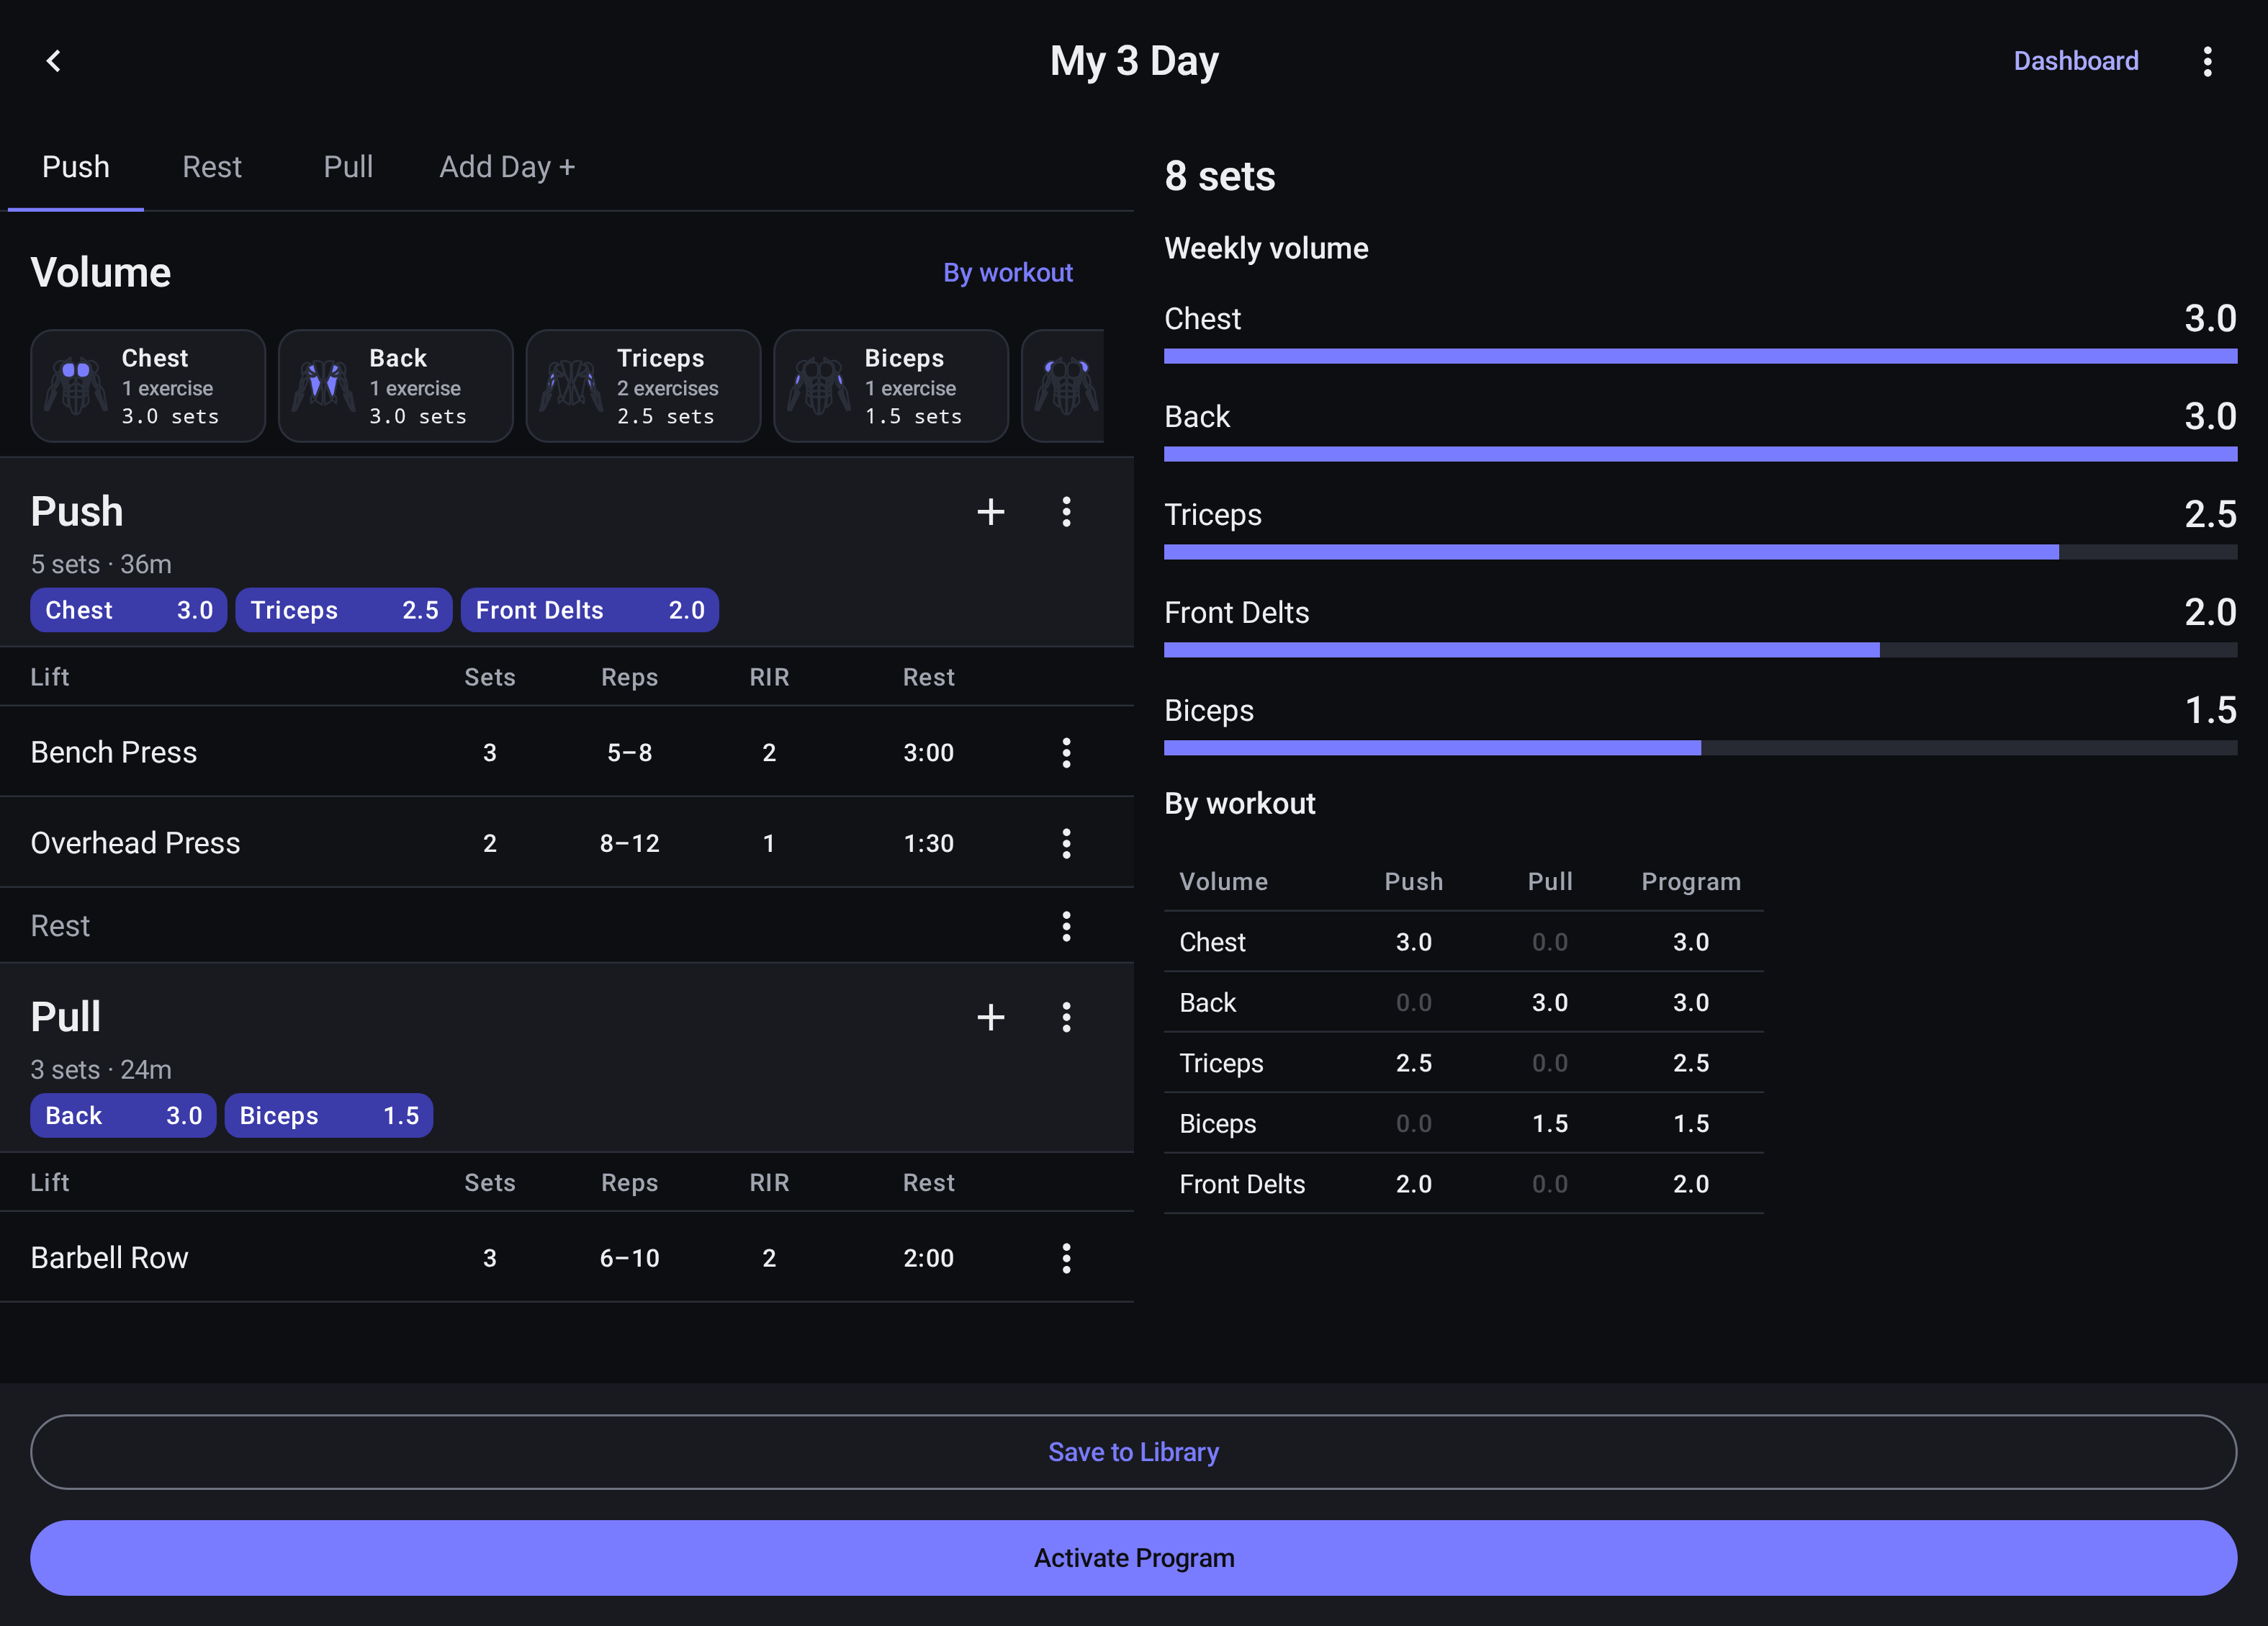 My 3 Day
Dashboard
Push Rest Pull Add Day +
Volume
By workout
Chest
1 exercise
3.0 sets
Back
1 exercise
3.0 sets
Triceps
2 exercises
2.5 sets
Biceps
1 exercise
1.5 sets
Push
5 sets · 36m
Chest 3.0 Triceps 2.5 Front Delts 2.0
Lift Sets Reps RIR Rest
Bench Press 3 5–8 2 3:00
Overhead Press 2 8–12 1 1:30
Rest
Pull
3 sets · 24m
Back 3.0 Biceps 1.5
Lift Sets Reps RIR Rest
Barbell Row 3 6–10 2 2:00
8 sets
Weekly volume
Chest 3.0
Back 3.0
Triceps 2.5
Front Delts 2.0
Biceps 1.5
By workout
Volume Push Pull Program
Chest 3.0 0.0 3.0
Back 0.0 3.0 3.0
Triceps 2.5 0.0 2.5
Biceps 0.0 1.5 1.5
Front Delts 2.0 0.0 2.0
Save to Library
Activate Program